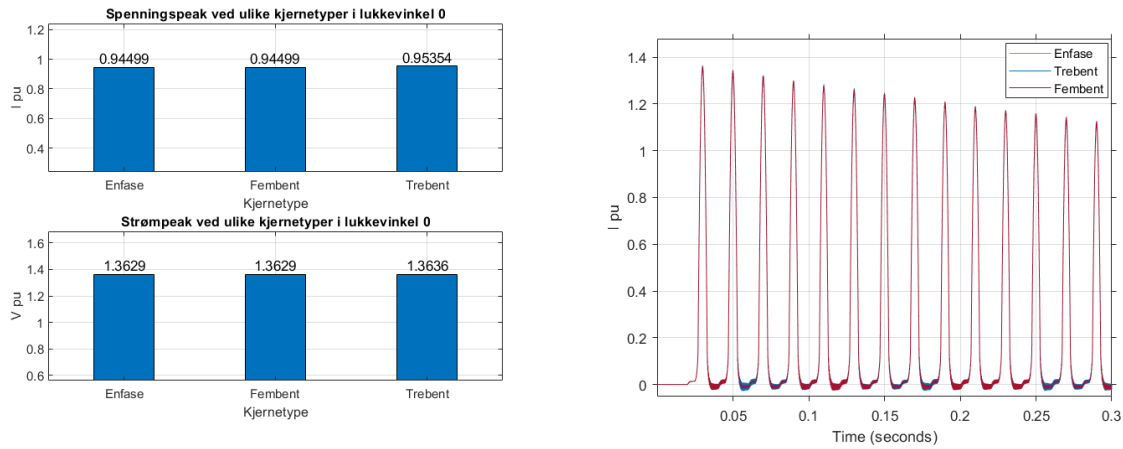 Spenningspeak ved ulike kjernetyper i lukkevinkel 0
1.2
1
0.8
0.6
0.4
I pu
0.94499
0.94499
0.95354
Enfase
Fembent
Trebent
Kjernetype
Strømpeak ved ulike kjernetyper i lukkevinkel 0
1.6
1.4
1.2
1
0.8
0.6
V pu
1.3629
1.3629
1.3636
Enfase
Fembent
Trebent
Kjernetype
1.4
1.2
1
0.8
0.6
0.4
0.2
0
I pu
Enfase
Trebent
Fembent
0.05
0.1
0.15
0.2
0.25
0.3
Time (seconds)